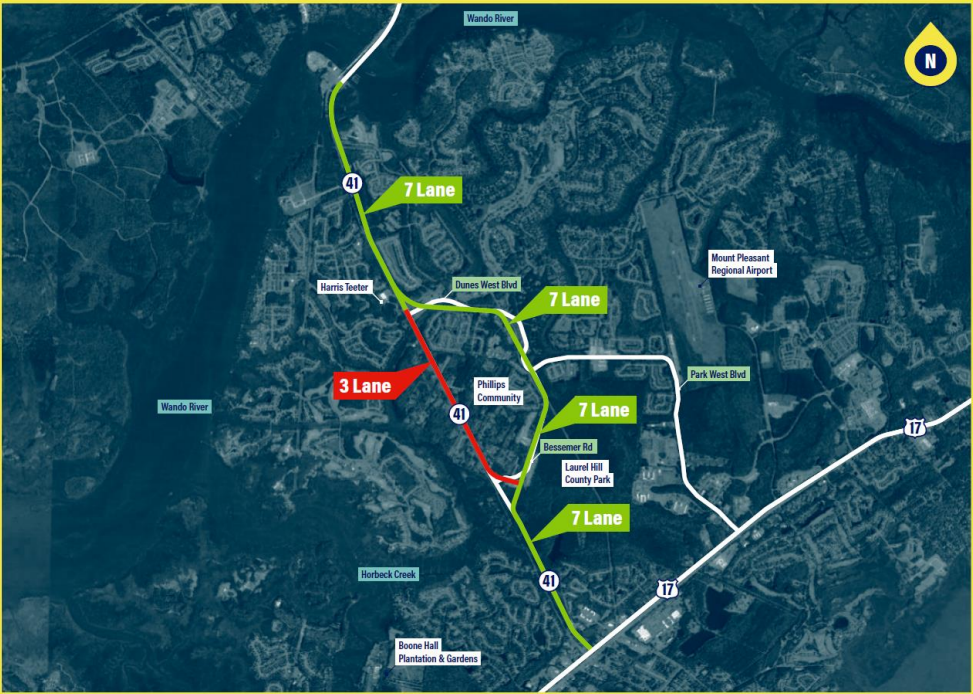 Wando River
N
41
7 Lane
Mount Pleasant
Regional Airport
Harris Teeter
Dunes West Blvd
7 Lane
3 Lane
Phillips
Community
Park West Blvd
Wando River
41
7 Lane
17
Bessemer Rd
Laurel Hill
County Park
7 Lane
Horbeck Creek
41
17
Boone Hall
Plantation & Gardens